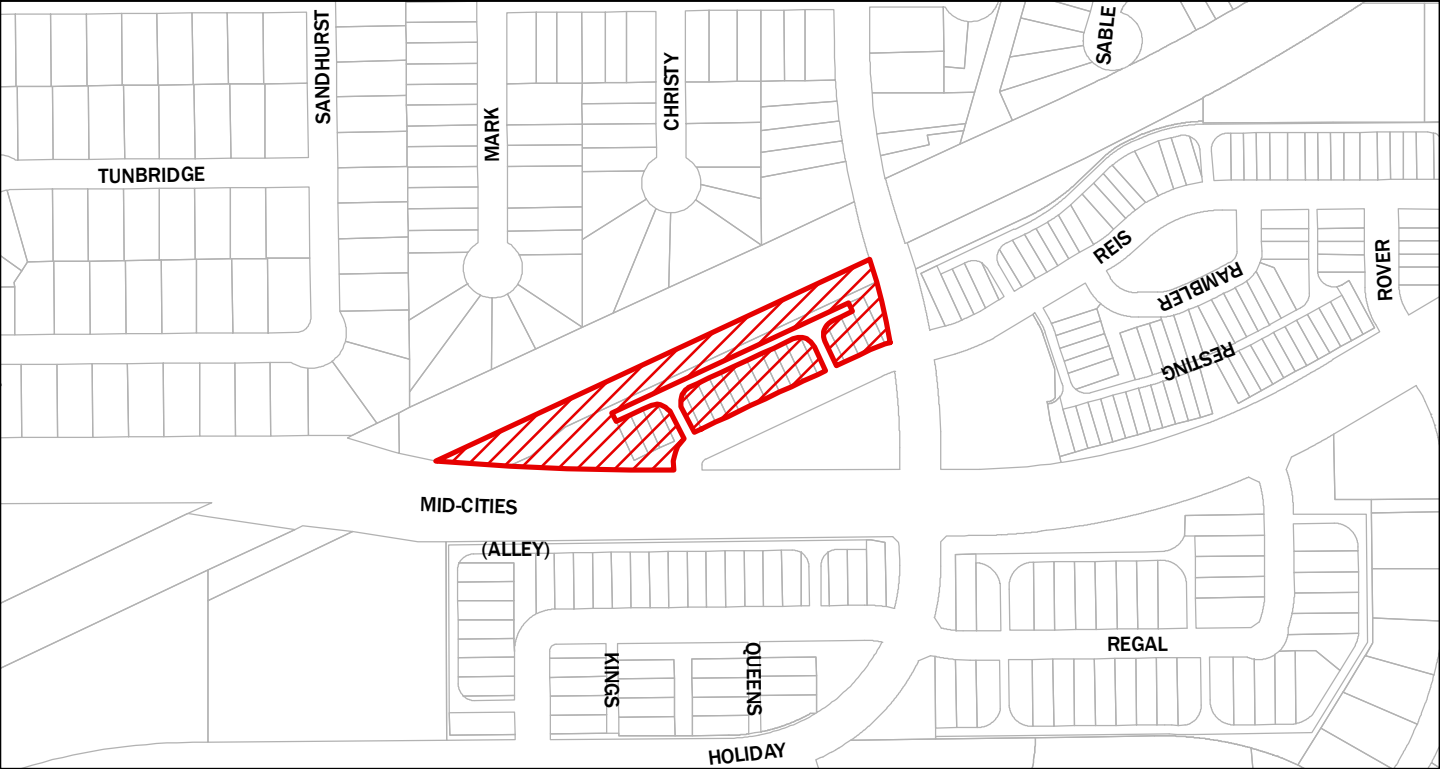 SABLE
SANDHURST
CHRISTY
MARK
TUNBRIDGE
REIS
ROVER
RAMBLER
RESTING
MID-CITIES
(ALLEY)
REGAL
KINGS
QUEENS
HOLIDAY